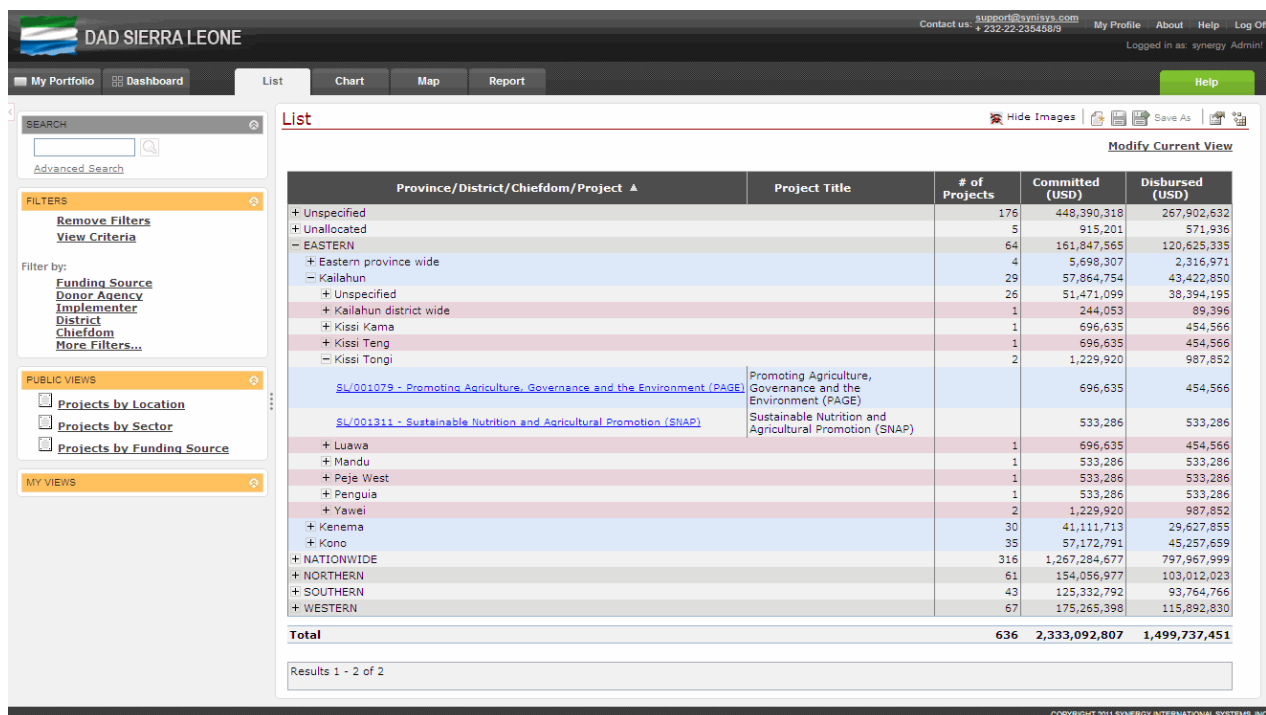 DAD SIERRA LEONE
Contact us: support@synisys.com
+ 232-22-235458/9
My Profile About Help Log Of
Logged in as: synergy Admin!
My Portfolio Dashboard List Chart Map Report Help
SEARCH
Advanced Search
FILTERS
Remove Filters
View Criteria
Filter by:
Funding Source
Donor Agency
Implementer
District
Chiefdom
More Filters...
PUBLIC VIEWS
Projects by Location
Projects by Sector
Projects by Funding Source
MY VIEWS
List
Hide Images Save As
Modify Current View
Province/District/Chiefdom/Project ▲ Project Title # of Projects Committed (USD) Disbursed (USD)
+ Unspecified 176 448,390,318 267,902,632
+ Unallocated 5 915,201 571,936
− EASTERN 64 161,847,565 120,625,335
+ Eastern province wide 4 5,698,307 2,316,971
− Kailahun 29 57,864,754 43,422,850
+ Unspecified 26 51,471,099 38,394,195
+ Kailahun district wide 1 244,053 89,396
+ Kissi Kama 1 696,635 454,566
+ Kissi Teng 1 696,635 454,566
− Kissi Tongi 2 1,229,920 987,852
SL/001079 - Promoting Agriculture, Governance and the Environment (PAGE) Promoting Agriculture, Governance and the Environment (PAGE) 696,635 454,566
SL/001311 - Sustainable Nutrition and Agricultural Promotion (SNAP) Sustainable Nutrition and Agricultural Promotion (SNAP) 533,286 533,286
+ Luawa 1 696,635 454,566
+ Mandu 1 533,286 533,286
+ Peje West 1 533,286 533,286
+ Penguia 1 533,286 533,286
+ Yawei 2 1,229,920 987,852
+ Kenema 30 41,111,713 29,627,855
+ Kono 35 57,172,791 45,257,659
+ NATIONWIDE 316 1,267,284,677 797,967,999
+ NORTHERN 61 154,056,977 103,012,023
+ SOUTHERN 43 125,332,792 93,764,766
+ WESTERN 67 175,265,398 115,892,830
Total 636 2,333,092,807 1,499,737,451
Results 1 - 2 of 2
COPYRIGHT 2011 SYNERGY INTERNATIONAL SYSTEMS, INC